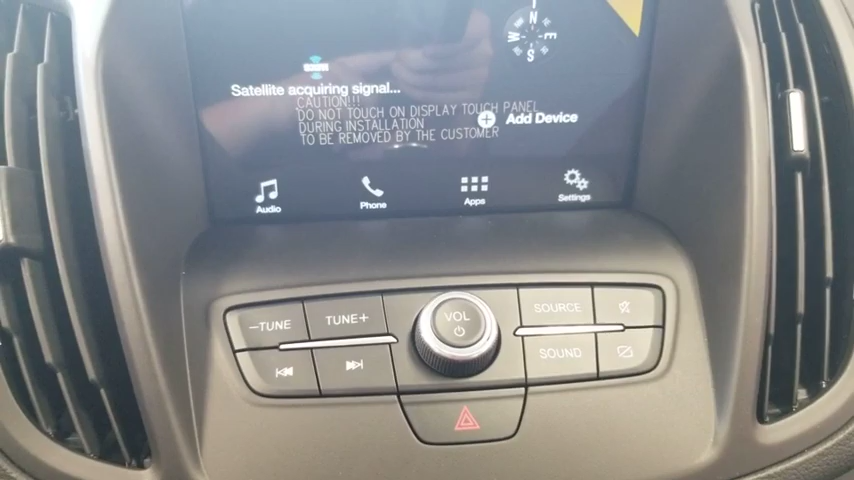 N
W E
S
Satellite acquiring signal...
CAUTION!!!
DO NOT TOUCH ON DISPLAY TOUCH PANEL
DURING INSTALLATION
TO BE REMOVED BY THE CUSTOMER
Add Device
Audio Phone Apps Settings
–TUNE TUNE+ VOL SOURCE
SOUND